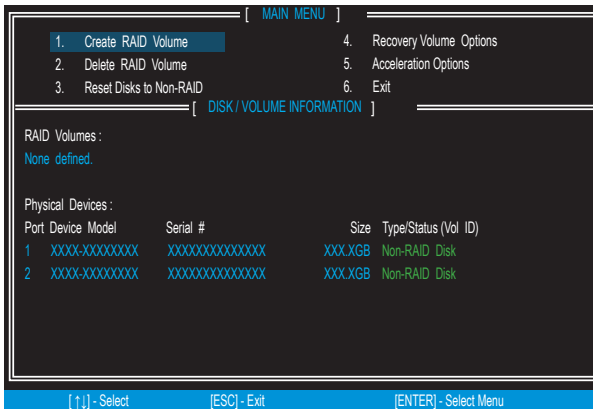 [ MAIN MENU ]
1. Create RAID Volume 4. Recovery Volume Options
2. Delete RAID Volume 5. Acceleration Options
3. Reset Disks to Non-RAID 6. Exit
[ DISK / VOLUME INFORMATION ]
RAID Volumes :
None defined.
Physical Devices :
Port Device Model Serial # Size Type/Status (Vol ID)
1 XXXX-XXXXXXXX XXXXXXXXXXXXXX XXX.XGB Non-RAID Disk
2 XXXX-XXXXXXXX XXXXXXXXXXXXXX XXX.XGB Non-RAID Disk
[↑↓] - Select [ESC] - Exit [ENTER] - Select Menu